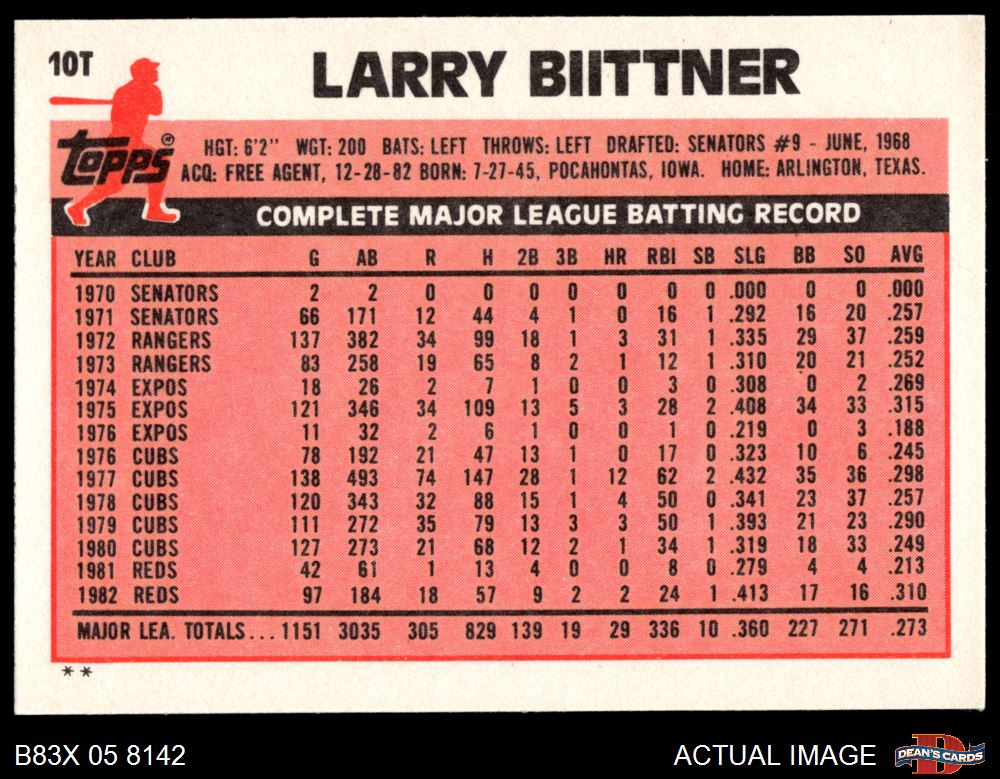 10T
LARRY BIITTNER
Topps ®
HGT: 6'2" WGT: 200 BATS: LEFT THROWS: LEFT DRAFTED: SENATORS #9 - JUNE, 1968
ACQ: FREE AGENT, 12-28-82 BORN: 7-27-45, POCAHONTAS, IOWA. HOME: ARLINGTON, TEXAS.
COMPLETE MAJOR LEAGUE BATTING RECORD
YEAR CLUB G AB R H 2B 3B HR RBI SB SLG BB SO AVG
1970 SENATORS 2 2 0 0 0 0 0 0 0 .000 0 0 .000
1971 SENATORS 66 171 12 44 4 1 0 16 1 .292 16 20 .257
1972 RANGERS 137 382 34 99 18 1 3 31 1 .335 29 37 .259
1973 RANGERS 83 258 19 65 8 2 1 12 1 .310 20 21 .252
1974 EXPOS 18 26 2 7 1 0 0 3 0 .308 0 2 .269
1975 EXPOS 121 346 34 109 13 5 3 28 2 .408 34 33 .315
1976 EXPOS 11 32 2 6 1 0 0 1 0 .219 0 3 .188
1976 CUBS 78 192 21 47 13 1 0 17 0 .323 10 6 .245
1977 CUBS 138 493 74 147 28 1 12 62 2 .432 35 36 .298
1978 CUBS 120 343 32 88 15 1 4 50 0 .341 23 37 .257
1979 CUBS 111 272 35 79 13 3 3 50 1 .393 21 23 .290
1980 CUBS 127 273 21 68 12 2 1 34 1 .319 18 33 .249
1981 REDS 42 61 1 13 4 0 0 8 0 .279 4 4 .213
1982 REDS 97 184 18 57 9 2 2 24 1 .413 17 16 .310
MAJOR LEA. TOTALS...1151 3035 305 829 139 19 29 336 10 .360 227 271 .273
**
B83X 05 8142
ACTUAL IMAGE
DEAN'S CARDS